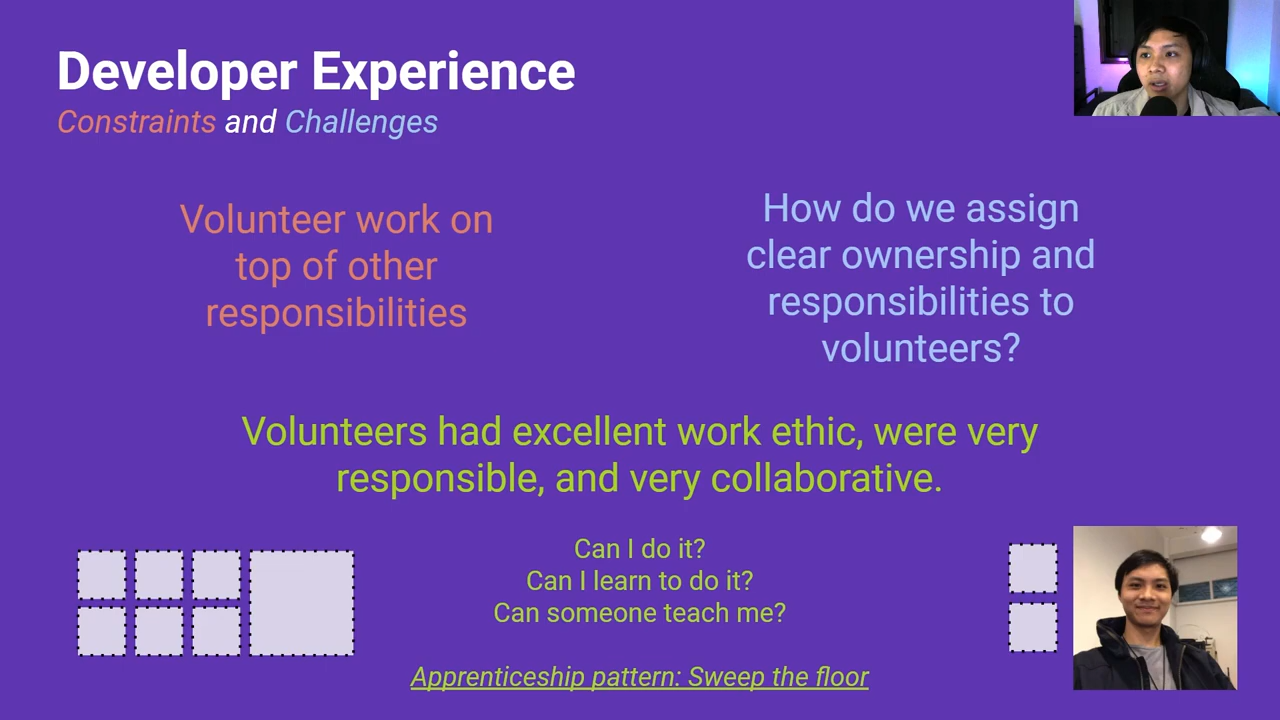 Developer Experience
Constraints and Challenges
Volunteer work on
top of other
responsibilities
How do we assign
clear ownership and
responsibilities to
volunteers?
Volunteers had excellent work ethic, were very
responsible, and very collaborative.
Can I do it?
Can I learn to do it?
Can someone teach me?
Apprenticeship pattern: Sweep the floor